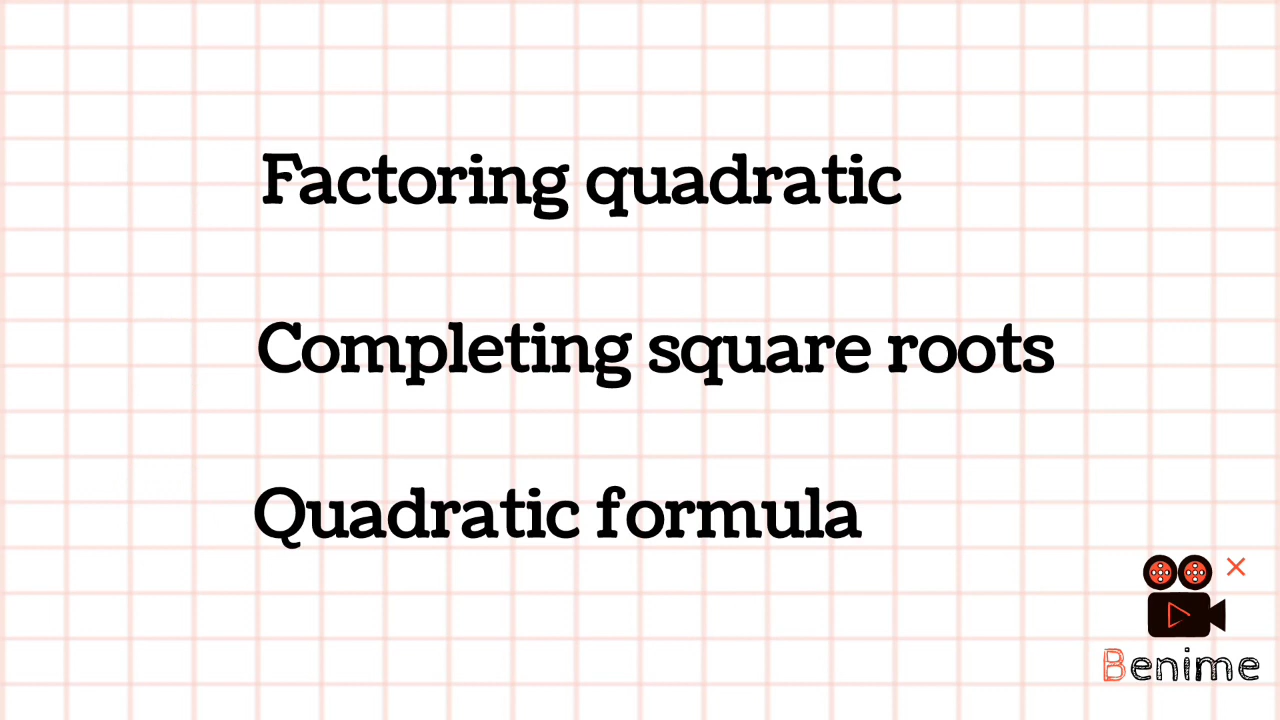 Factoring quadratic
Completing square roots
Quadratic formula
Benime